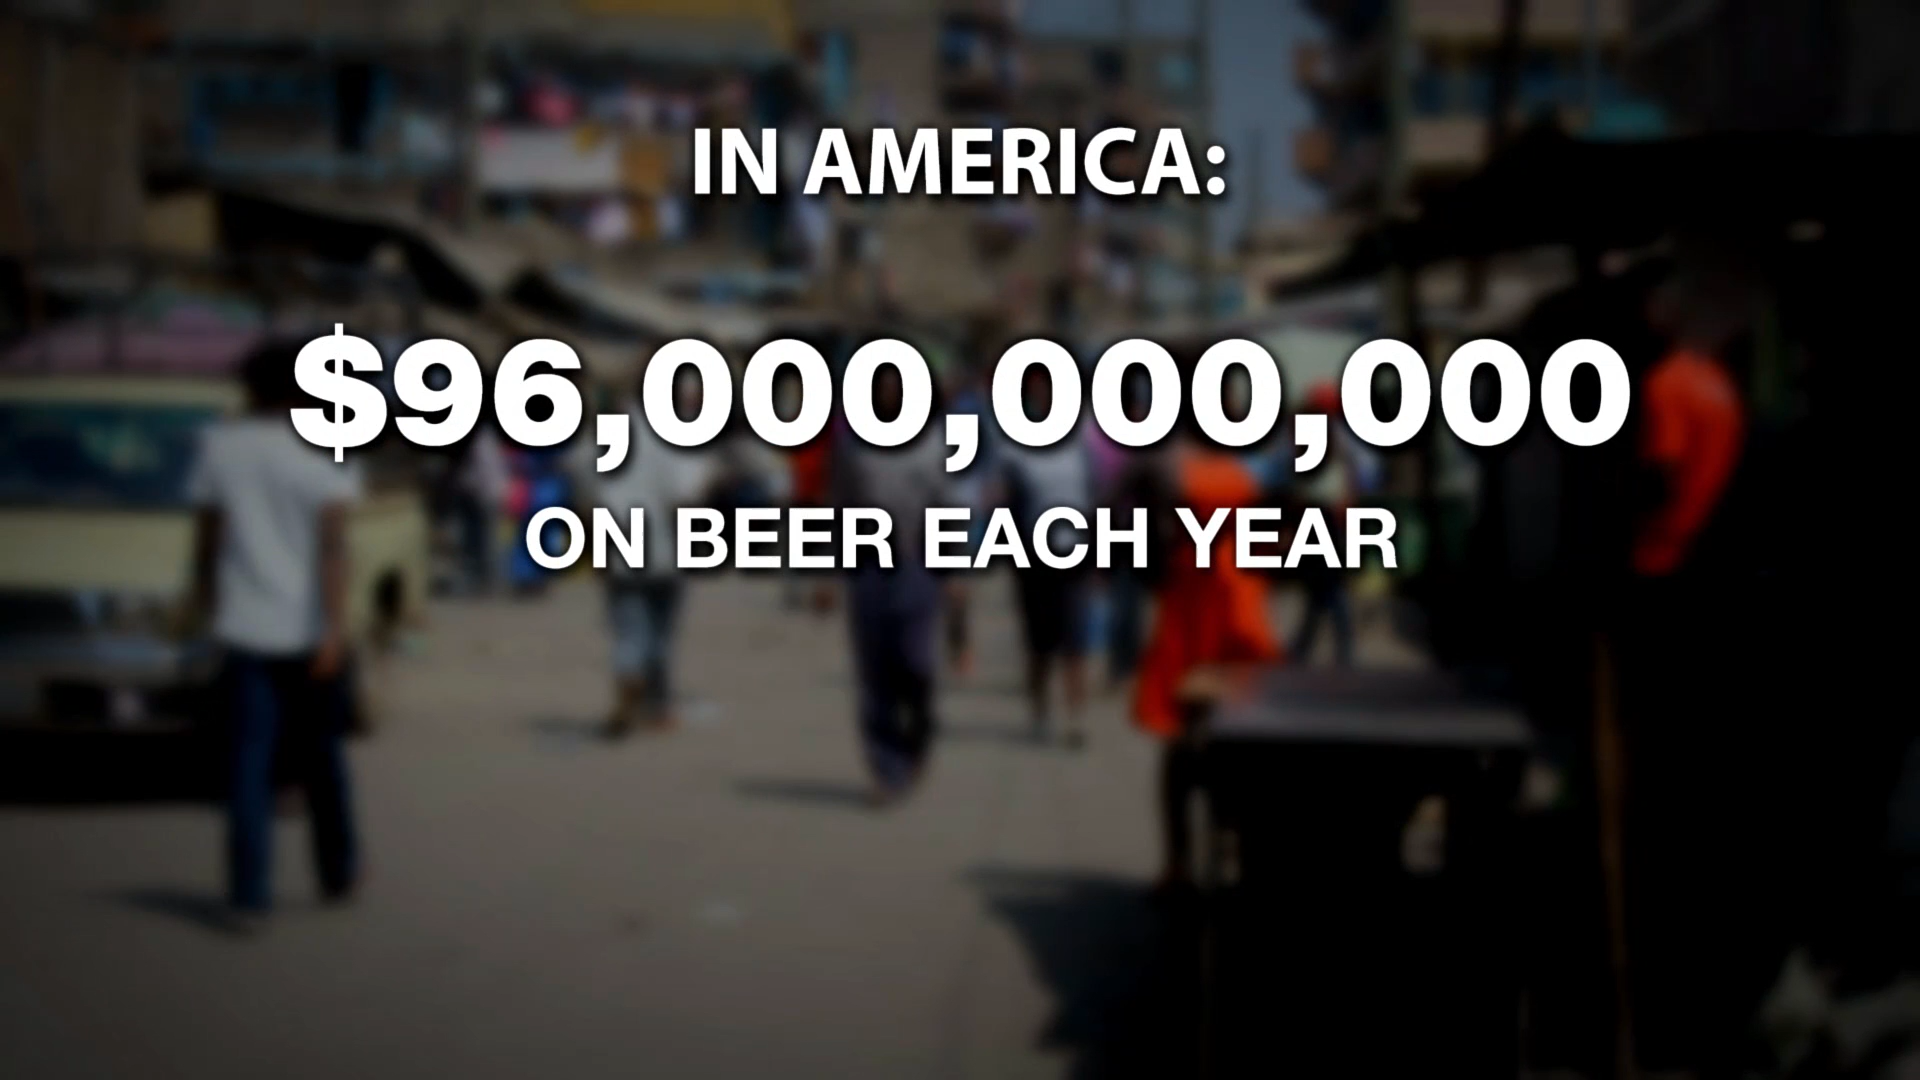 IN AMERICA:
$96,000,000,000
ON BEER EACH YEAR